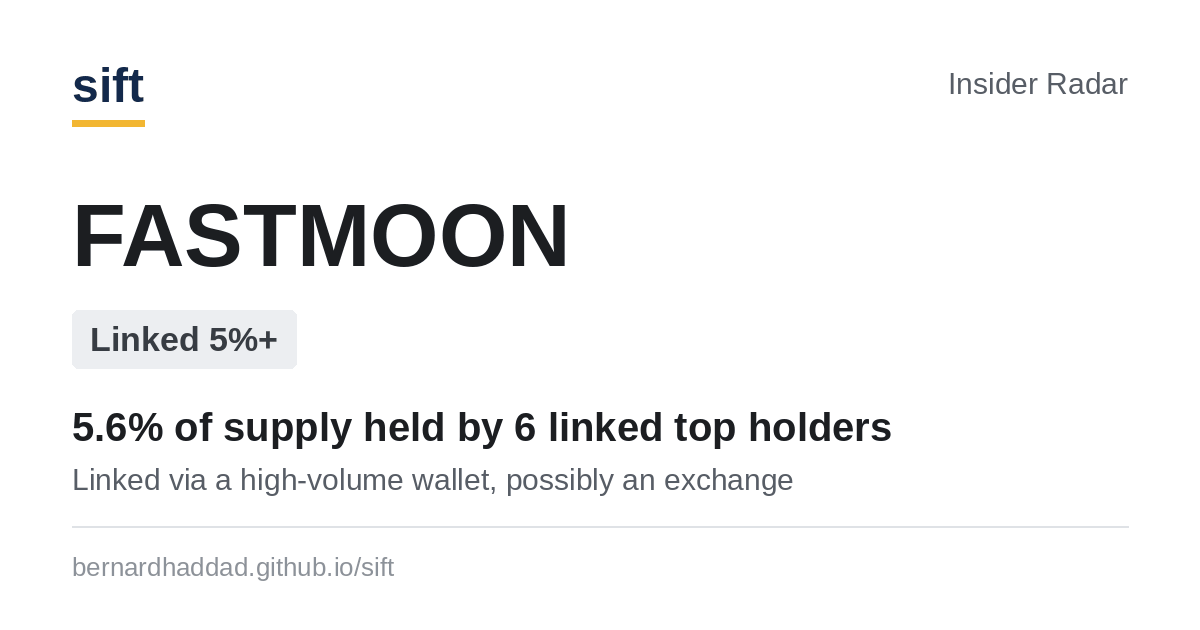 sift
Insider Radar
FASTMOON
Linked 5%+
5.6% of supply held by 6 linked top holders
Linked via a high-volume wallet, possibly an exchange
bernardhaddad.github.io/sift